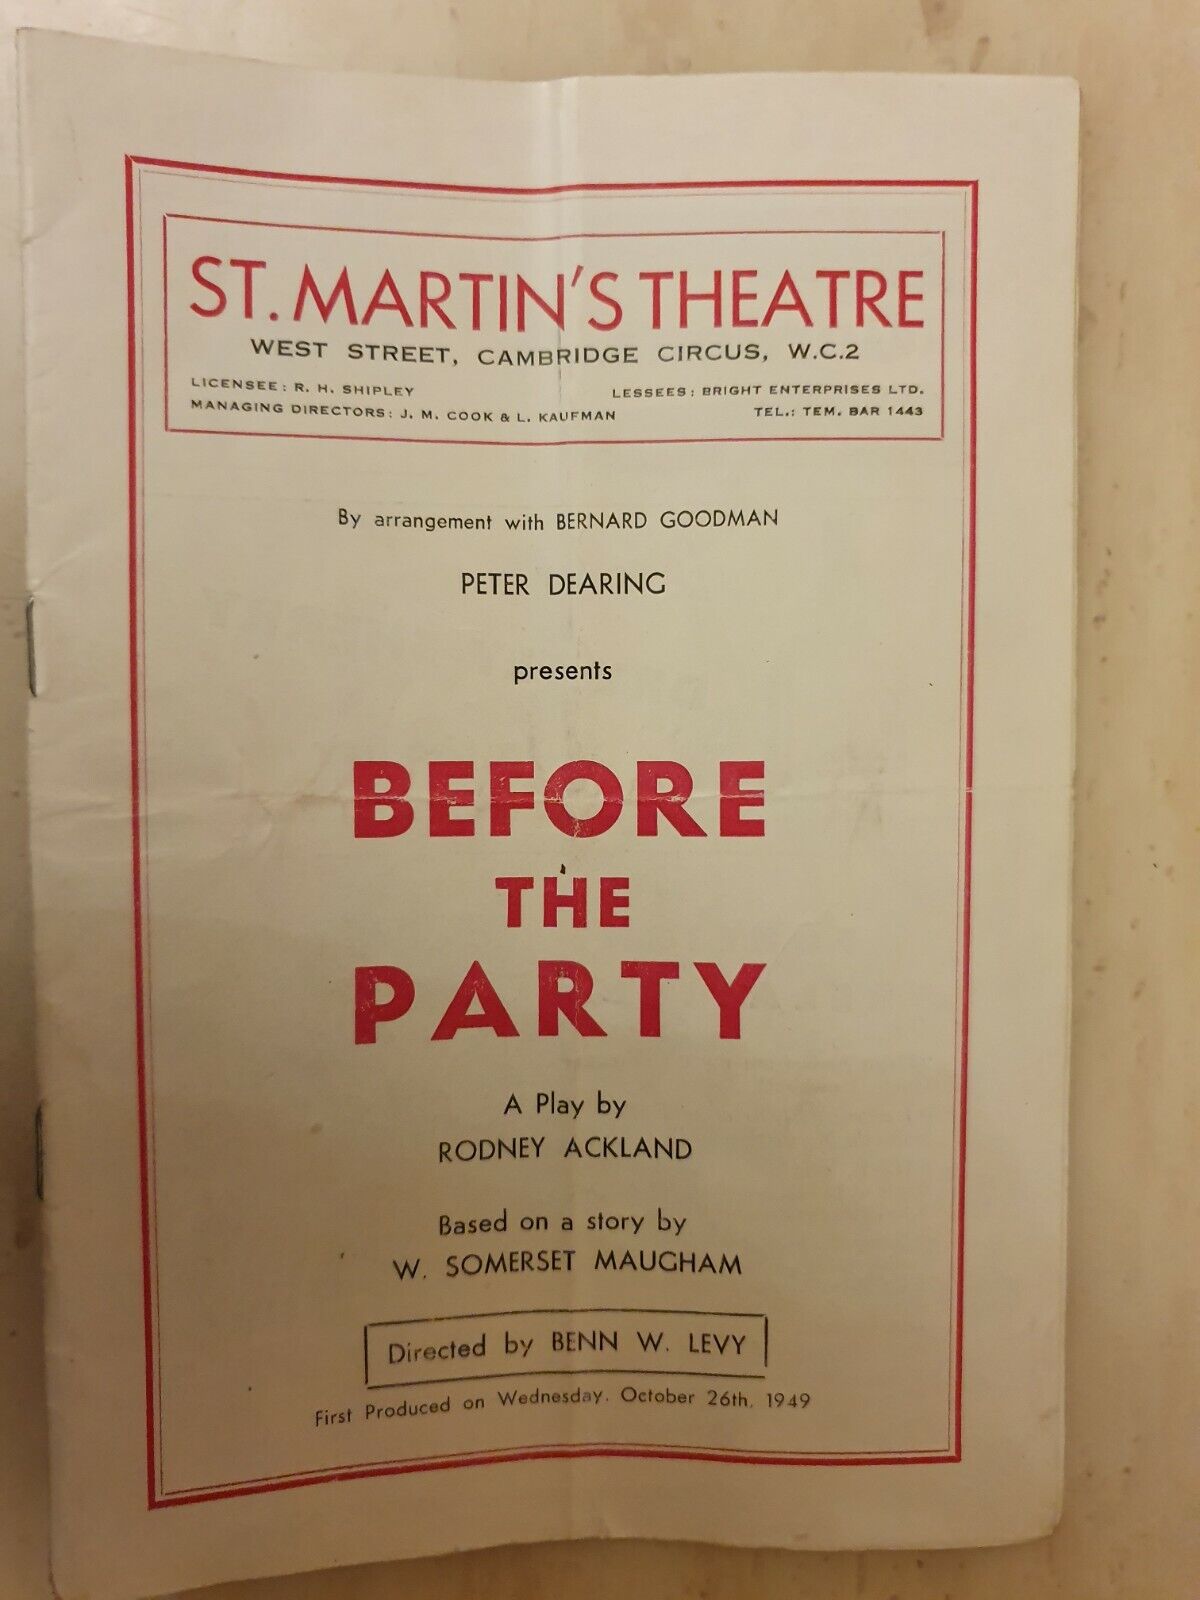 ST. MARTIN'S THEATRE
WEST STREET, CAMBRIDGE CIRCUS, W.C.2
LICENSEE: R. H. SHIPLEY
LESSEES: BRIGHT ENTERPRISES LTD.
MANAGING DIRECTORS: J. M. COOK & L. KAUFMAN
TEL.: TEM. BAR 1443
By arrangement with BERNARD GOODMAN
PETER DEARING
presents
BEFORE
THE
PARTY
A Play by
RODNEY ACKLAND
Based on a story by
W. SOMERSET MAUGHAM
Directed by BENN W. LEVY
First Produced on Wednesday, October 26th, 1949